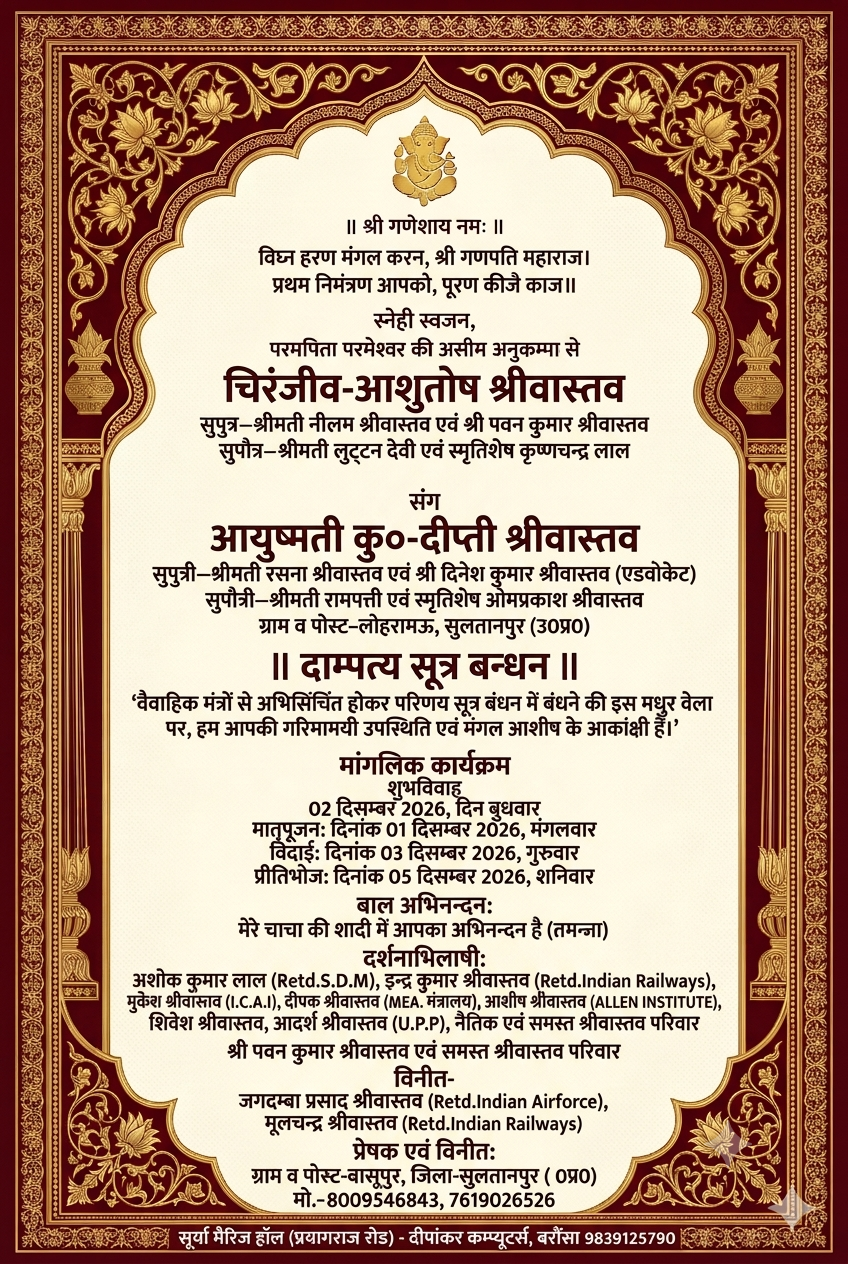 ॥ श्री गणेशाय नमः ॥
विघ्न हरण मंगल करन, श्री गणपति महाराज।
प्रथम निमंत्रण आपको, पूरण कीजै काज॥
स्नेही स्वजन,
परमपिता परमेश्वर की असीम अनुकम्पा से
चिरंजीव-आशुतोष श्रीवास्तव
सुपुत्र–श्रीमती नीलम श्रीवास्तव एवं श्री पवन कुमार श्रीवास्तव
सुपौत्र–श्रीमती लुट्टन देवी एवं स्मृतिशेष कृष्णचन्द्र लाल
संग
आयुष्मती कु०-दीप्ती श्रीवास्तव
सुपुत्री–श्रीमती रसना श्रीवास्तव एवं श्री दिनेश कुमार श्रीवास्तव (एडवोकेट)
सुपौत्री–श्रीमती रामपत्ती एवं स्मृतिशेष ओमप्रकाश श्रीवास्तव
ग्राम व पोस्ट–लोहरामऊ, सुलतानपुर (30प्र0)
॥ दाम्पत्य सूत्र बन्धन ॥
‘वैवाहिक मंत्रों से अभिसिंचिंत होकर परिणय सूत्र बंधन में बंधने की इस मधुर वेला
पर, हम आपकी गरिमामयी उपस्थिति एवं मंगल आशीष के आकांक्षी हैं।’
मांगलिक कार्यक्रम
शुभविवाह
02 दिसम्बर 2026, दिन बुधवार
मातृपूजन: दिनांक 01 दिसम्बर 2026, मंगलवार
विदाई: दिनांक 03 दिसम्बर 2026, गुरुवार
प्रीतिभोज: दिनांक 05 दिसम्बर 2026, शनिवार
बाल अभिनन्दन:
मेरे चाचा की शादी में आपका अभिनन्दन है (तमन्जा)
दर्शनाभिलाषी:
अशोक कुमार लाल (Retd.S.D.M), इन्द्र कुमार श्रीवास्तव (Retd.Indian Railways),
मुकेश श्रीवासाव (I.C.A.I), दीपक श्रीवास्तव (MEA. मंत्रालय), आशीष श्रीवास्तव (ALLEN INSTITUTE),
शिवेश श्रीवास्तव, आदर्श श्रीवास्तव (U.P.P), नैतिक एवं समस्त श्रीवास्तव परिवार
श्री पवन कुमार श्रीवास्तव एवं समस्त श्रीवास्तव परिवार
विनीत-
जगदम्बा प्रसाद श्रीवास्तव (Retd.Indian Airforce),
मूलचन्द्र श्रीवास्तव (Retd.Indian Railways)
प्रेषक एवं विनीत:
ग्राम व पोस्ट-वासूपुर, जिला-सुलतानपुर ( 0प्र0)
मो.-8009546843, 7619026526
सूर्या मैरिज हॉल (प्रयागराज रोड) - दीपांकर कम्प्यूटर्स, बरौंसा 9839125790